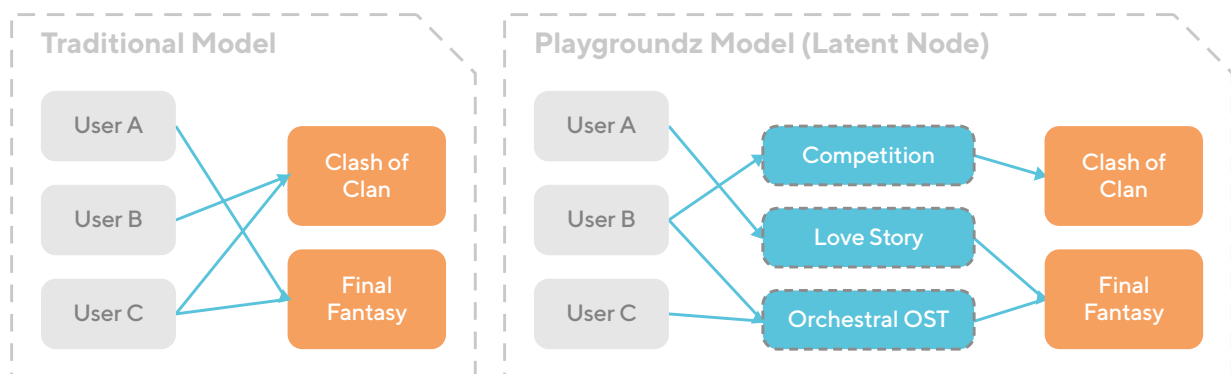 Traditional Model
User A
User B
User C
Clash of
Clan
Final
Fantasy
Playgroundz Model (Latent Node)
User A
User B
User C
Competition
Love Story
Orchestral OST
Clash of
Clan
Final
Fantasy